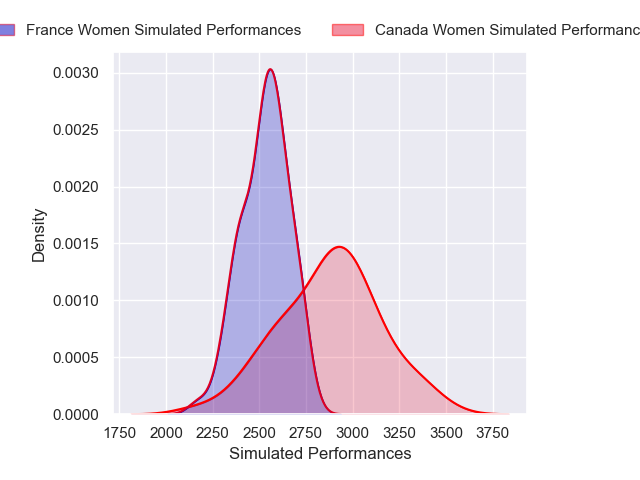 France Women Simulated Performances Canada Women Simulated Performanc
0.0030
0.0025
0.0020
0.0015
0.0010
0.0005
0.0000
Density
1750 2000 2250 2500 2750 3000 3250 3500 3750
Simulated Performances